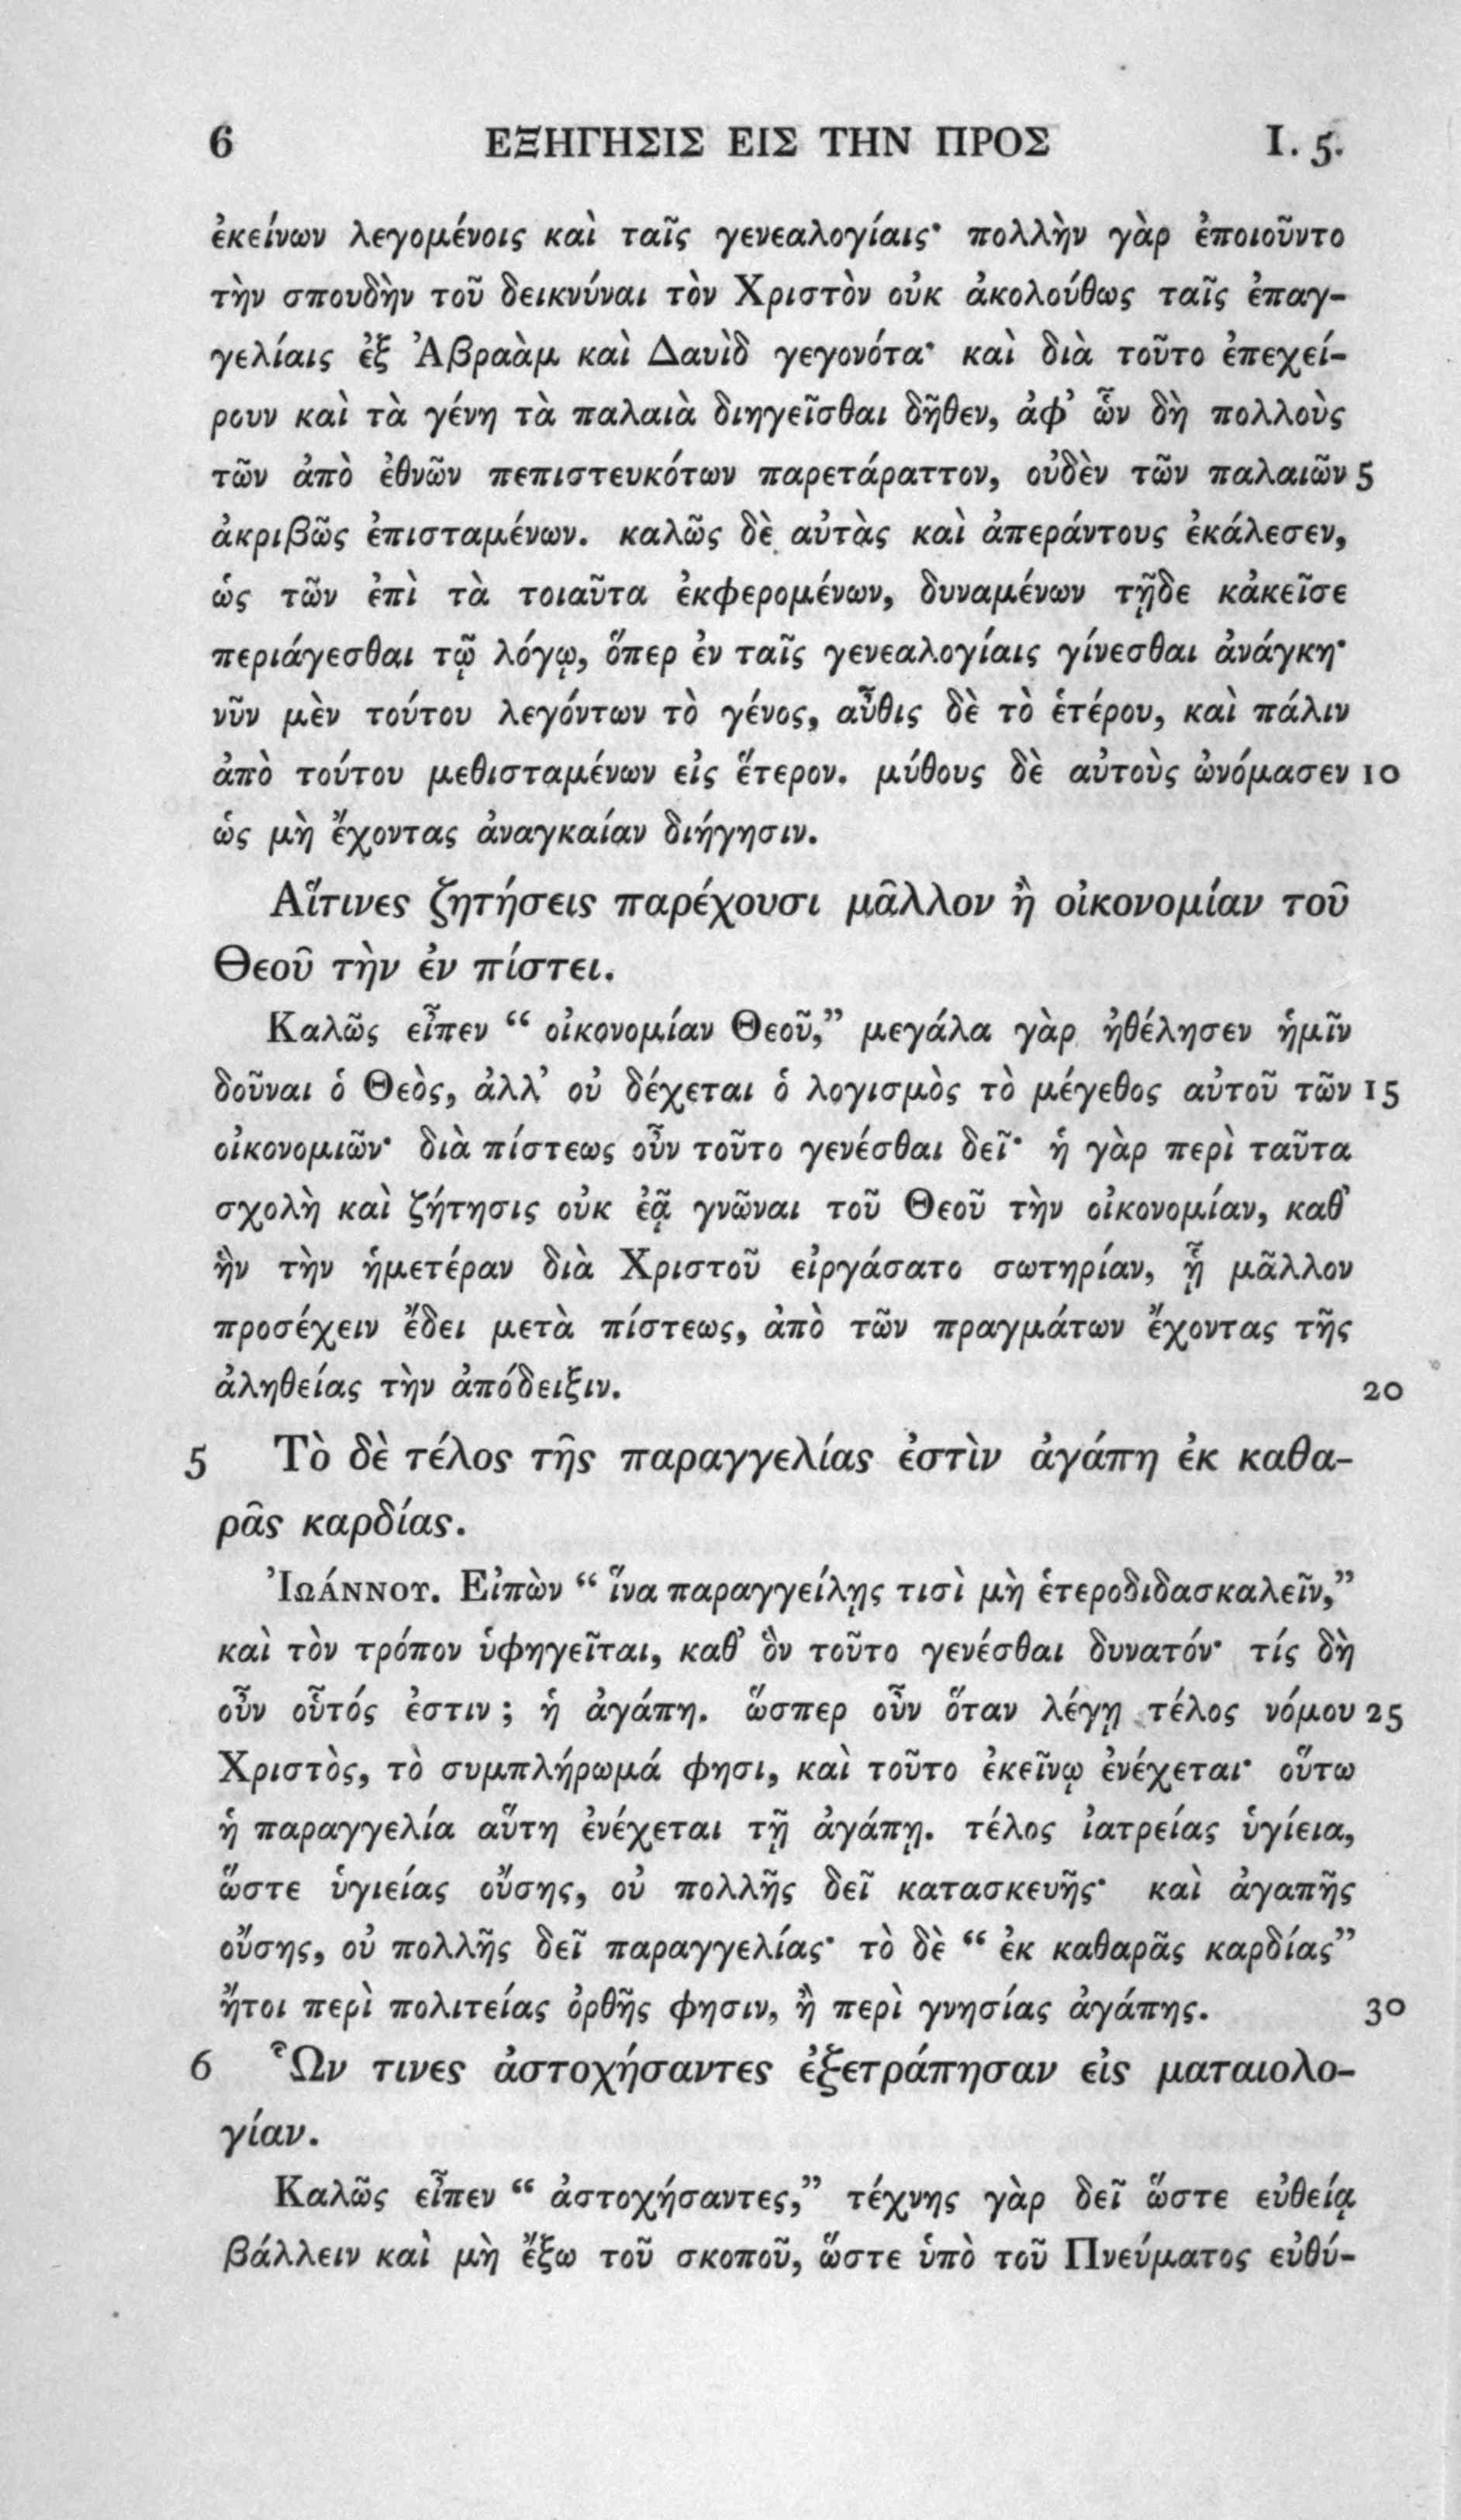 6 ΕΞΗΓΗΣΙΣ ΕΙΣ ΤΗΝ ΠΡΟΣ I. 5.
ἐκείνων λεγομένοις καὶ ταῖς γενεαλογίαις· πολλὴν γὰρ ἐποιοῦντο
τὴν σπουδὴν τοῦ δεικνύναι τὸν Χριστὸν οὐκ ἀκολούθως ταῖς ἐπαγ-
γελίαις ἐξ Ἀβραὰμ καὶ Δαυὶδ γεγονότα· καὶ διὰ τοῦτο ἐπεχεί-
ρουν καὶ τὰ γένη τὰ παλαιὰ διηγεῖσθαι δῆθεν, ἀφ’ ὧν δὴ πολλοὺς
τῶν ἀπὸ ἐθνῶν πεπιστευκότων παρετάραττον, οὐδὲν τῶν παλαιῶν 5
ἀκριβῶς ἐπισταμένων. καλῶς δὲ αὐτὰς καὶ ἀπεράντους ἐκάλεσεν,
ὡς τῶν ἐπὶ τὰ τοιαῦτα ἐκφερομένων, δυναμένων τῇδε κἀκεῖσε
περιάγεσθαι τῷ λόγῳ, ὅπερ ἐν ταῖς γενεαλογίαις γίνεσθαι ἀνάγκη·
νῦν μὲν τούτου λεγόντων τὸ γένος, αὖθις δὲ τὸ ἑτέρου, καὶ πάλιν
ἀπὸ τούτου μεθισταμένων εἰς ἕτερον. μύθους δὲ αὐτοὺς ὠνόμασεν 10
ὡς μὴ ἔχοντας ἀναγκαίαν διήγησιν.
Αἵτινες ζητήσεις παρέχουσι μᾶλλον ἢ οἰκονομίαν τοῦ
Θεοῦ τὴν ἐν πίστει.
Καλῶς εἶπεν “ οἰκονομίαν Θεοῦ,” μεγάλα γὰρ ἠθέλησεν ἡμῖν
δοῦναι ὁ Θεὸς, ἀλλ’ οὐ δέχεται ὁ λογισμὸς τὸ μέγεθος αὐτοῦ τῶν 15
οἰκονομιῶν· διὰ πίστεως οὖν τοῦτο γενέσθαι δεῖ· ἡ γὰρ περὶ ταῦτα
σχολὴ καὶ ζήτησις οὐκ ἐᾷ γνῶναι τοῦ Θεοῦ τὴν οἰκονομίαν, καθ’
ἣν τὴν ἡμετέραν διὰ Χριστοῦ εἰργάσατο σωτηρίαν, ᾗ μᾶλλον
προσέχειν ἔδει μετὰ πίστεως, ἀπὸ τῶν πραγμάτων ἔχοντας τῆς
ἀληθείας τὴν ἀπόδειξιν. 20
5 Τὸ δὲ τέλος τῆς παραγγελίας ἐστὶν ἀγάπη ἐκ καθα-
ρᾶς καρδίας.
Ἰωάννου. Εἰπὼν “ ἵνα παραγγείλῃς τισὶ μὴ ἑτεροδιδασκαλεῖν,”
καὶ τὸν τρόπον ὑφηγεῖται, καθ’ ὃν τοῦτο γενέσθαι δυνατόν· τίς δὴ
οὖν οὗτός ἐστιν ; ἡ ἀγάπη. ὥσπερ οὖν ὅταν λέγῃ τέλος νόμου 25
Χριστὸς, τὸ συμπλήρωμά φησι, καὶ τοῦτο ἐκεῖνῳ ἐνέχεται· οὕτω
ἡ παραγγελία αὕτη ἐνέχεται τῇ ἀγάπῃ. τέλος ἰατρείας ὑγίεια,
ὥστε ὑγιείας οὔσης, οὐ πολλῆς δεῖ κατασκευῆς· καὶ ἀγαπῆς
οὔσης, οὐ πολλῆς δεῖ παραγγελίας· τὸ δὲ “ ἐκ καθαρᾶς καρδίας”
ἤτοι περὶ πολιτείας ὀρθῆς φησιν, ἢ περὶ γνησίας ἀγάπης. 30
6 Ὧν τινες ἀστοχήσαντες ἐξετράπησαν εἰς ματαιολο-
γίαν.
Καλῶς εἶπεν “ ἀστοχήσαντες,” τέχνης γὰρ δεῖ ὥστε εὐθείᾳ
βάλλειν καὶ μὴ ἔξω τοῦ σκοποῦ, ὥστε ὑπὸ τοῦ Πνεύματος εὐθύ-